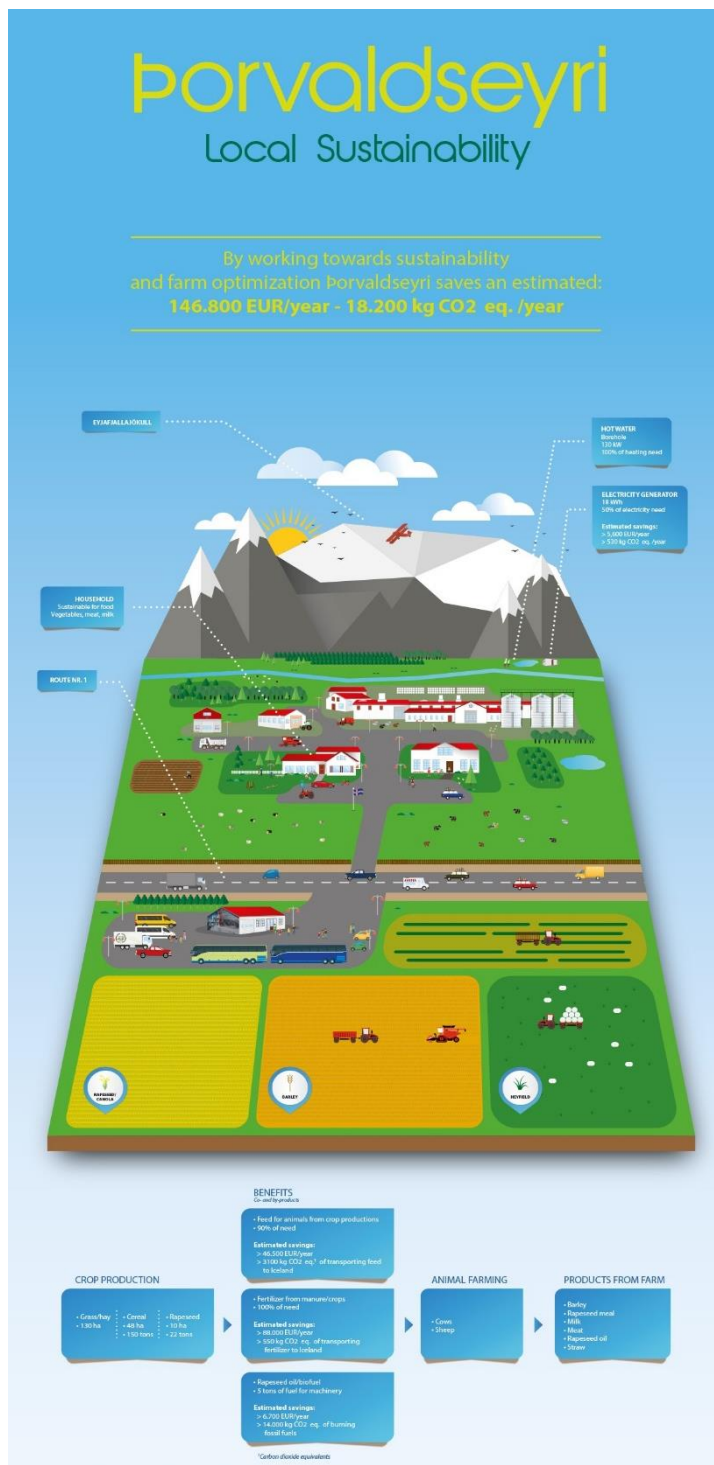 Þorvaldseyri
Local Sustainability
By working towards sustainability
and farm optimization Þorvaldseyri saves an estimated:
146.800 EUR/year - 18.200 kg CO2 eq. /year
EYJAFJALLAJÖKULL
HOT WATER
Borehole
130 kW
100% of heating need
ELECTRICITY GENERATOR
18 kWh
50% of electricity need
Estimated savings:
> 5,600 EUR/year
> 530 kg CO2 eq. /year
HOUSEHOLD
Sustainable for food
Vegetables, meat, milk
ROUTE NR. 1
RAPESEED/
CANOLA
BARLEY
HEYFIELD
CROP PRODUCTION
• Grass/hay
• 130 ha
• Cereal
• 48 ha
• 150 tons
• Rapeseed
• 10 ha
• 22 tons
BENEFITS
Co- and by-products
• Feed for animals from crop productions
• 90% of need
Estimated savings:
> 46.500 EUR/year
> 3100 kg CO2 eq.* of transporting feed
to Iceland
• Fertilizer from manure/crops
• 100% of need
Estimated savings:
> 88.000 EUR/year
> 550 kg CO2 eq. of transporting
fertilizer to Iceland
• Rapeseed oil/biofuel
• 5 tons of fuel for machinery
Estimated savings:
> 6.700 EUR/year
> 14.000 kg CO2 eq. of burning
fossil fuels
*Carbon dioxide equivalents
ANIMAL FARMING
• Cows
• Sheep
PRODUCTS FROM FARM
• Barley
• Rapeseed meal
• Milk
• Meat
• Rapeseed oil
• Straw